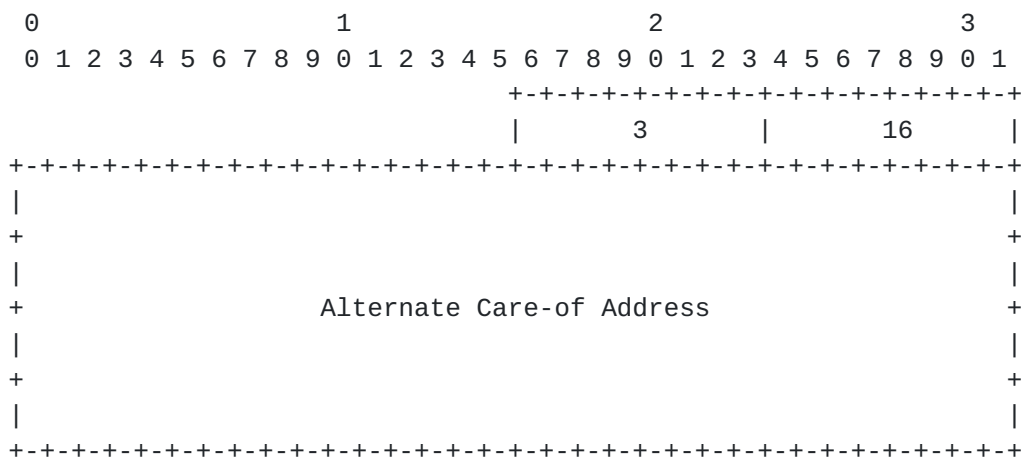 0                   1                   2                   3
 0 1 2 3 4 5 6 7 8 9 0 1 2 3 4 5 6 7 8 9 0 1 2 3 4 5 6 7 8 9 0 1
                                +-+-+-+-+-+-+-+-+-+-+-+-+-+-+-+-+
                                |       3       |       16      |
+-+-+-+-+-+-+-+-+-+-+-+-+-+-+-+-+-+-+-+-+-+-+-+-+-+-+-+-+-+-+-+-+
|                                                               |
+                                                               +
|                                                               |
+                   Alternate Care-of Address                   +
|                                                               |
+                                                               +
|                                                               |
+-+-+-+-+-+-+-+-+-+-+-+-+-+-+-+-+-+-+-+-+-+-+-+-+-+-+-+-+-+-+-+-+